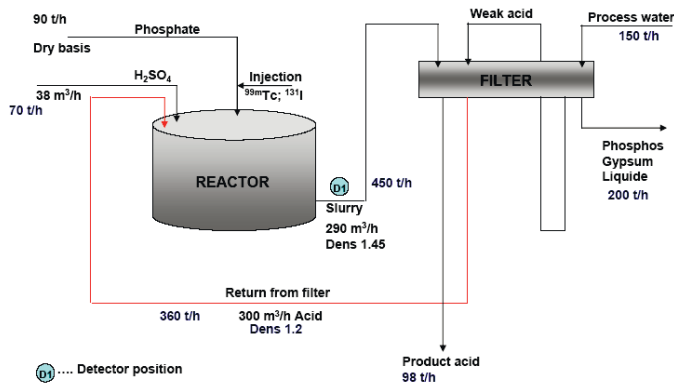 90 t/h
Dry basis
Phosphate
H₂SO₄
38 m³/h
70 t/h
Injection
⁹⁹ᵐTc; ¹³¹I
REACTOR
D1
Slurry
290 m³/h
Dens 1.45
450 t/h
Weak acid
Process water
150 t/h
FILTER
Phosphos
Gypsum
Liquide
200 t/h
Return from filter
360 t/h 300 m³/h Acid
Dens 1.2
Product acid
98 t/h
D1 .... Detector position